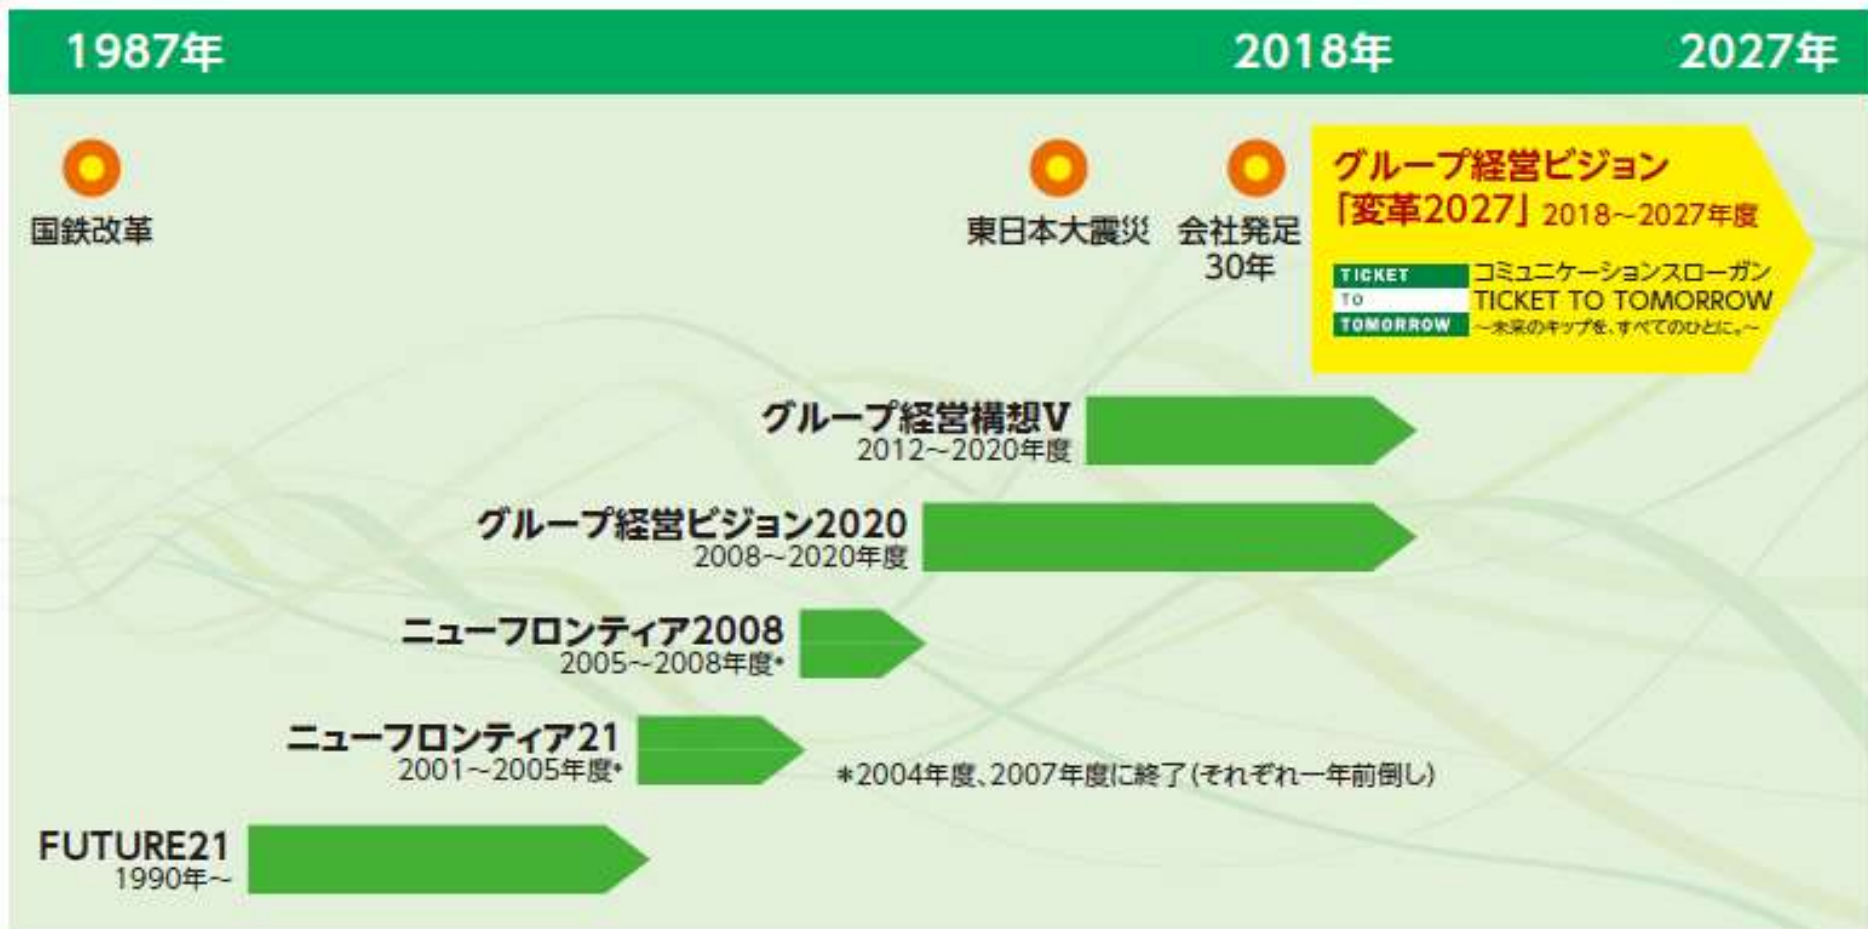 1987年
2018年
2027年
国鉄改革
東日本大震災
会社発足
30年
グループ経営ビジョン
「変革2027」 2018〜2027年度
TICKET
TO
TOMORROW
コミュニケーションスローガン
TICKET TO TOMORROW
〜未来のキップを、すべてのひとに。〜
グループ経営構想Ⅴ
2012〜2020年度
グループ経営ビジョン2020
2008〜2020年度
ニューフロンティア2008
2005〜2008年度*
ニューフロンティア21
2001〜2005年度*
*2004年度、2007年度に終了(それぞれ一年前倒し)
FUTURE21
1990年〜